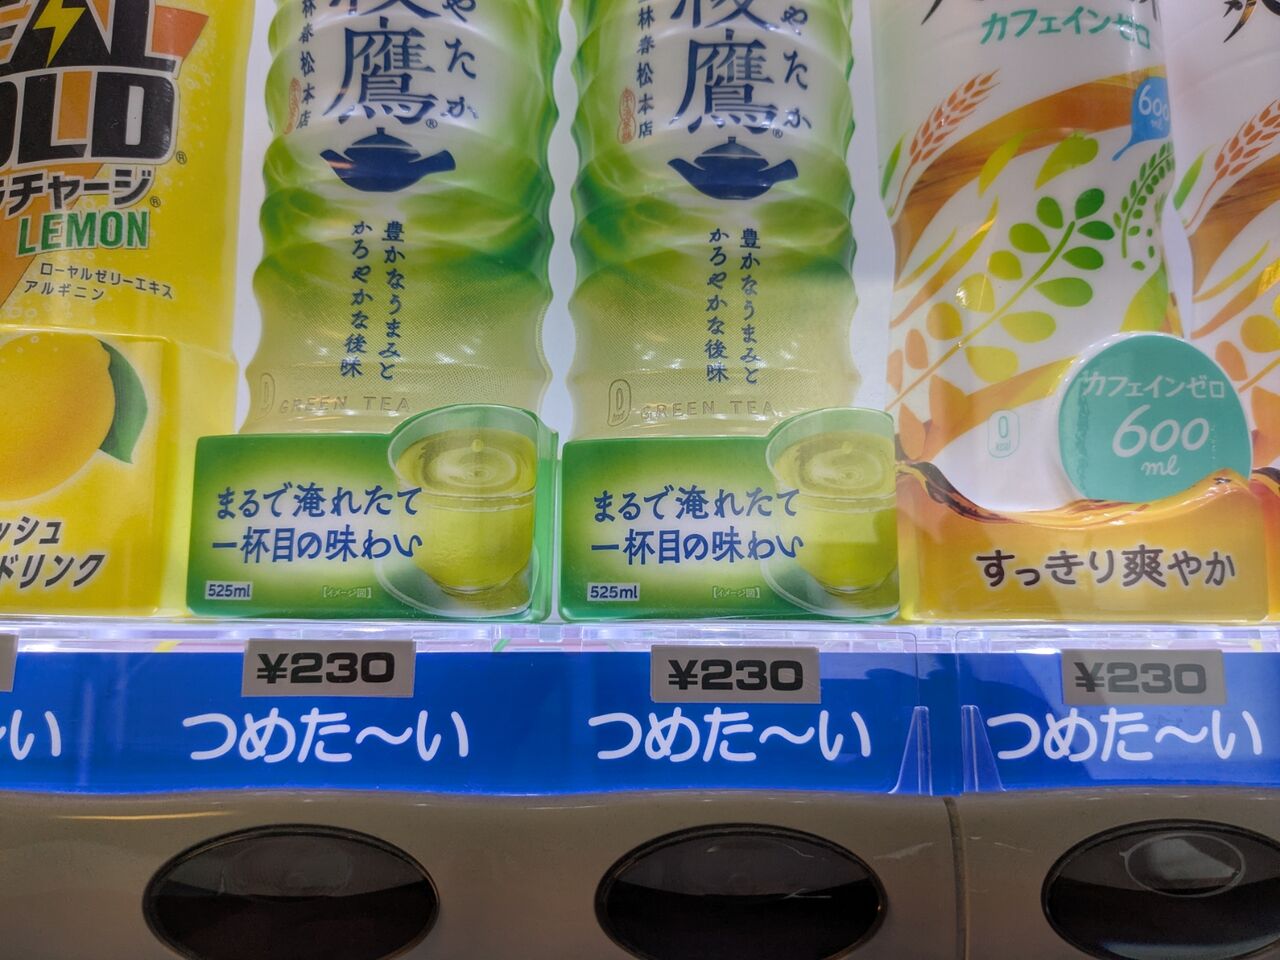 REAL
GOLD
チャージ
LEMON
ローヤルゼリーエキス
アルギニン
ッシュ
ドリンク
綾鷹
やたか
林春松本店
豊かなうまみと
かろやかな後味
GREEN TEA
まるで淹れたて
一杯目の味わい
525ml
【イメージ図】
綾鷹
やたか
林春松本店
豊かなうまみと
かろやかな後味
GREEN TEA
まるで淹れたて
一杯目の味わい
525ml
【イメージ図】
カフェインゼロ
600
カフェインゼロ
600
ml
0
kcal
すっきり爽やか
¥230
¥230
¥230
〜い
つめた〜い
つめた〜い
つめた〜い